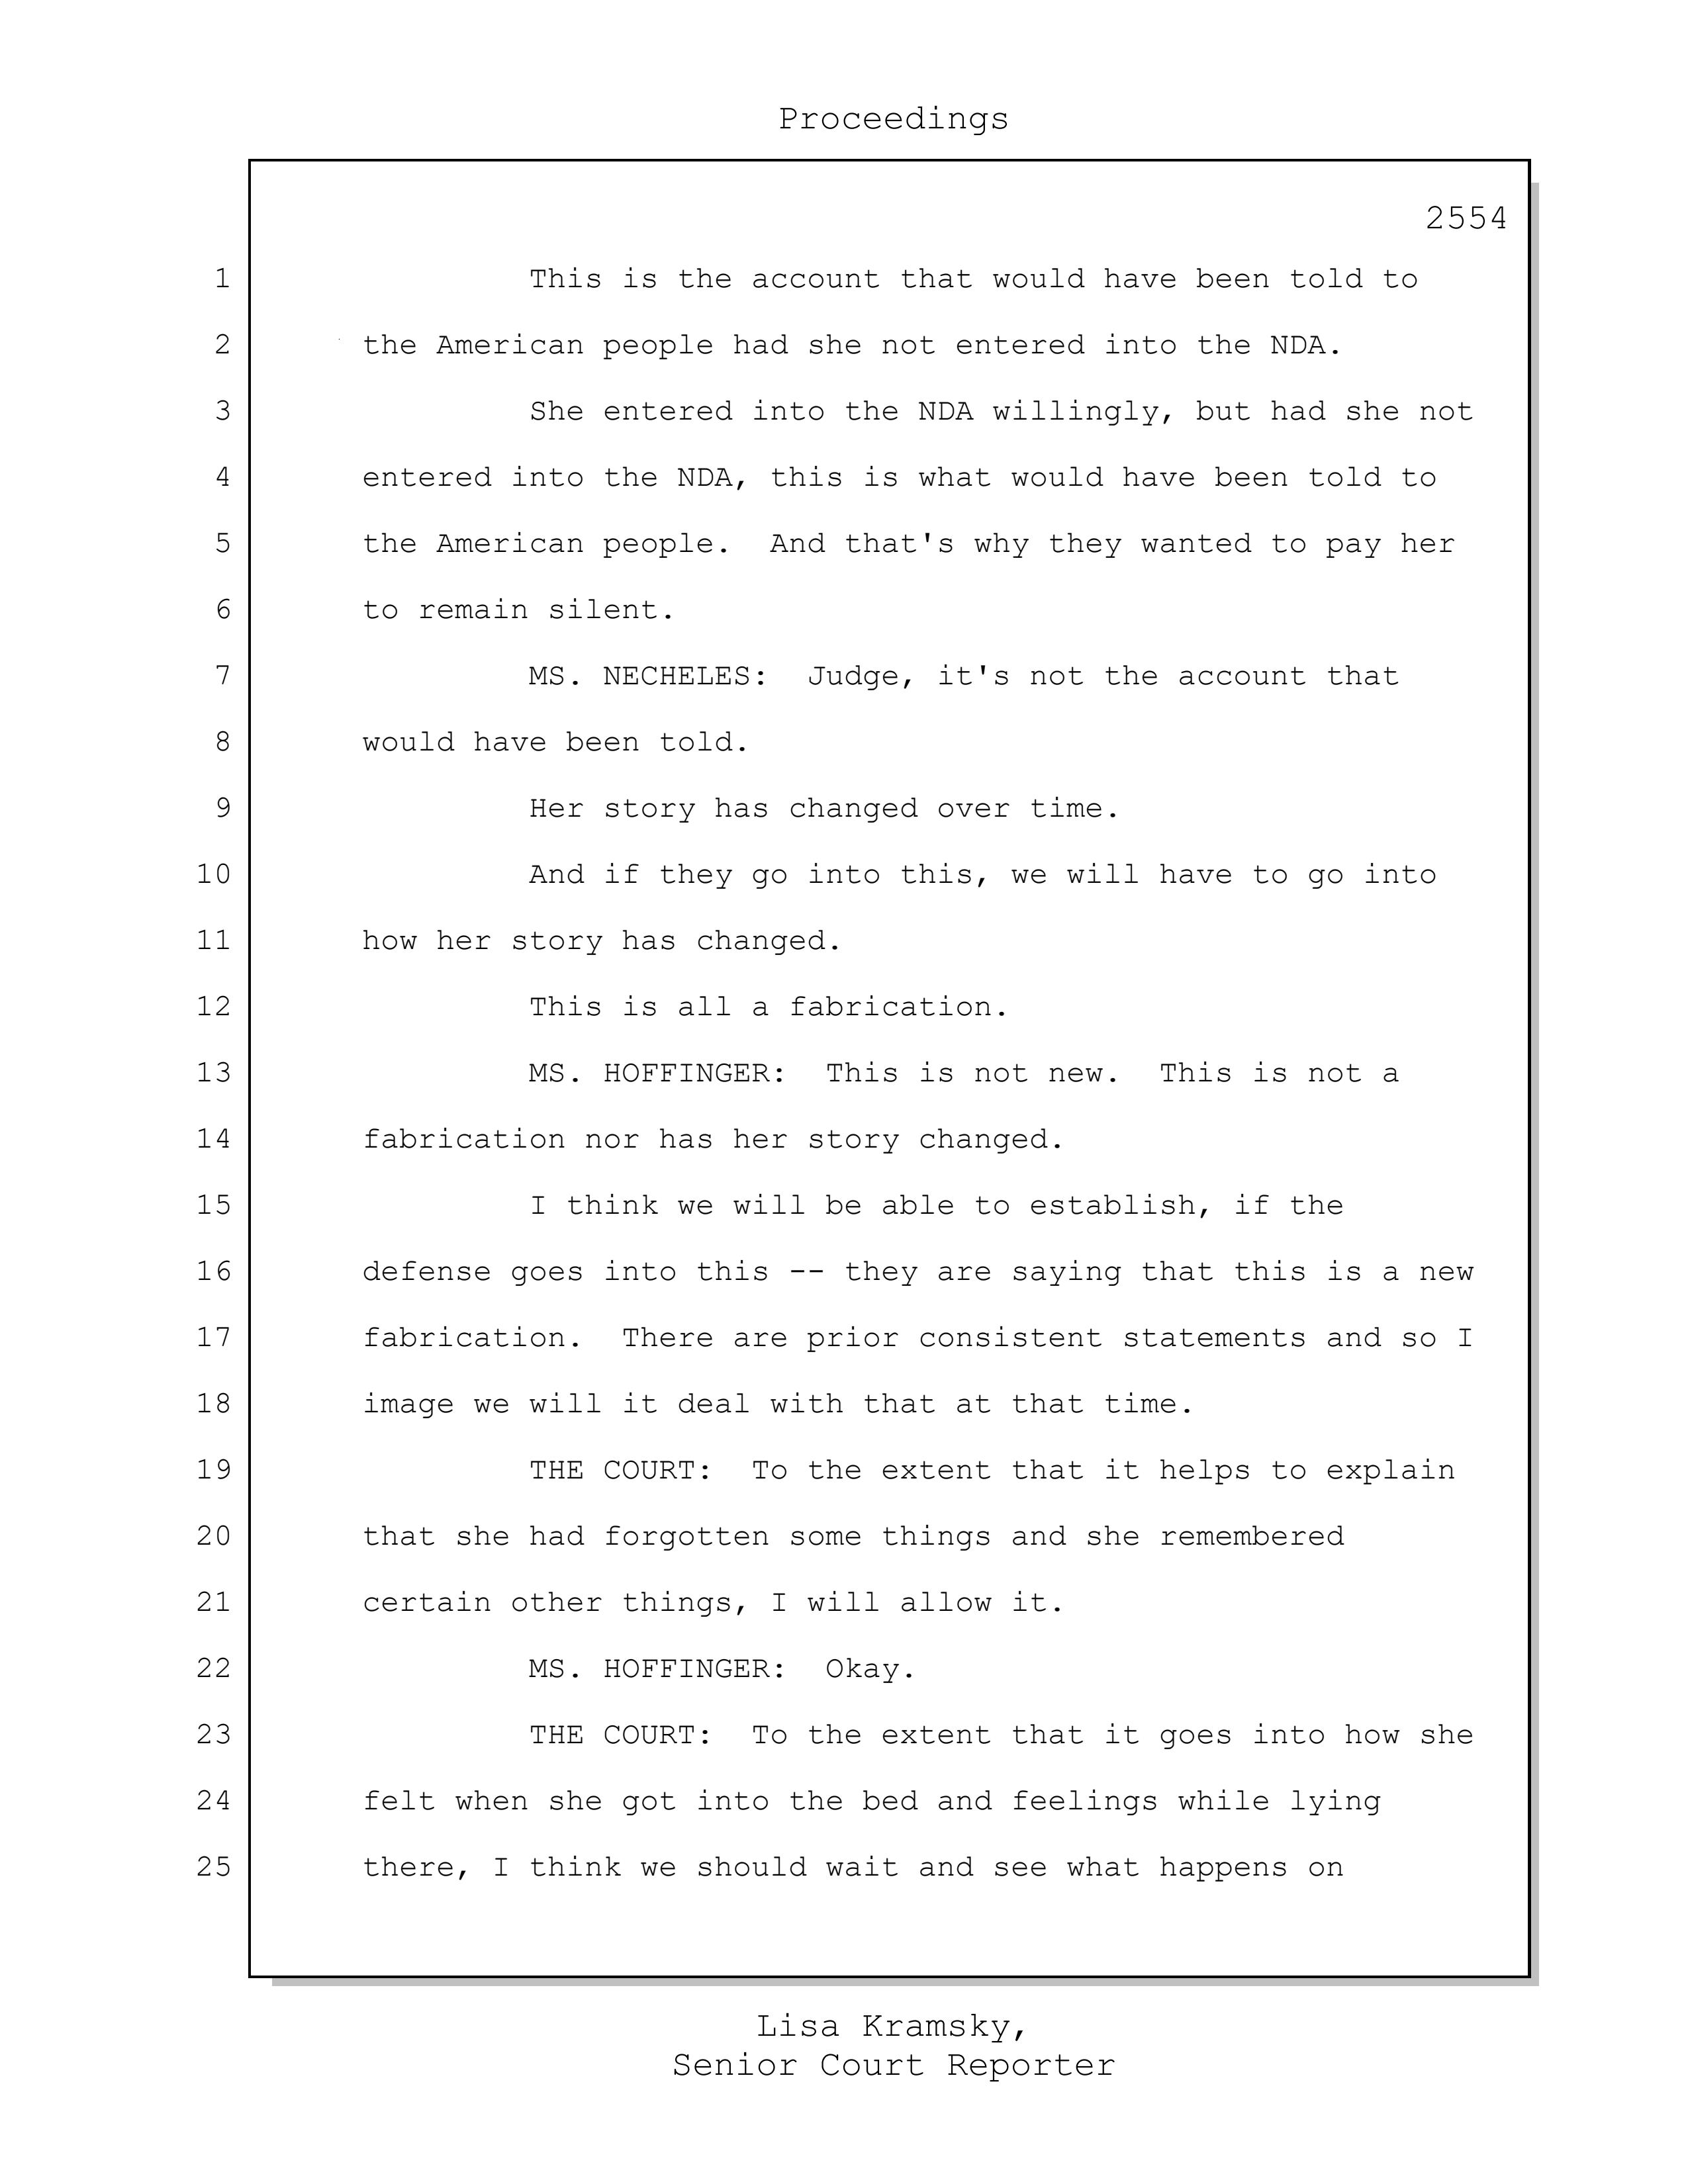 Proceedings
2554
1 This is the account that would have been told to
2 the American people had she not entered into the NDA.
3 She entered into the NDA willingly, but had she not
4 entered into the NDA, this is what would have been told to
5 the American people.  And that's why they wanted to pay her
6 to remain silent.
7 MS. NECHELES:  Judge, it's not the account that
8 would have been told.
9 Her story has changed over time.
10 And if they go into this, we will have to go into
11 how her story has changed.
12 This is all a fabrication.
13 MS. HOFFINGER:  This is not new.  This is not a
14 fabrication nor has her story changed.
15 I think we will be able to establish, if the
16 defense goes into this -- they are saying that this is a new
17 fabrication.  There are prior consistent statements and so I
18 image we will it deal with that at that time.
19 THE COURT:  To the extent that it helps to explain
20 that she had forgotten some things and she remembered
21 certain other things, I will allow it.
22 MS. HOFFINGER:  Okay.
23 THE COURT:  To the extent that it goes into how she
24 felt when she got into the bed and feelings while lying
25 there, I think we should wait and see what happens on
Lisa Kramsky,
Senior Court Reporter